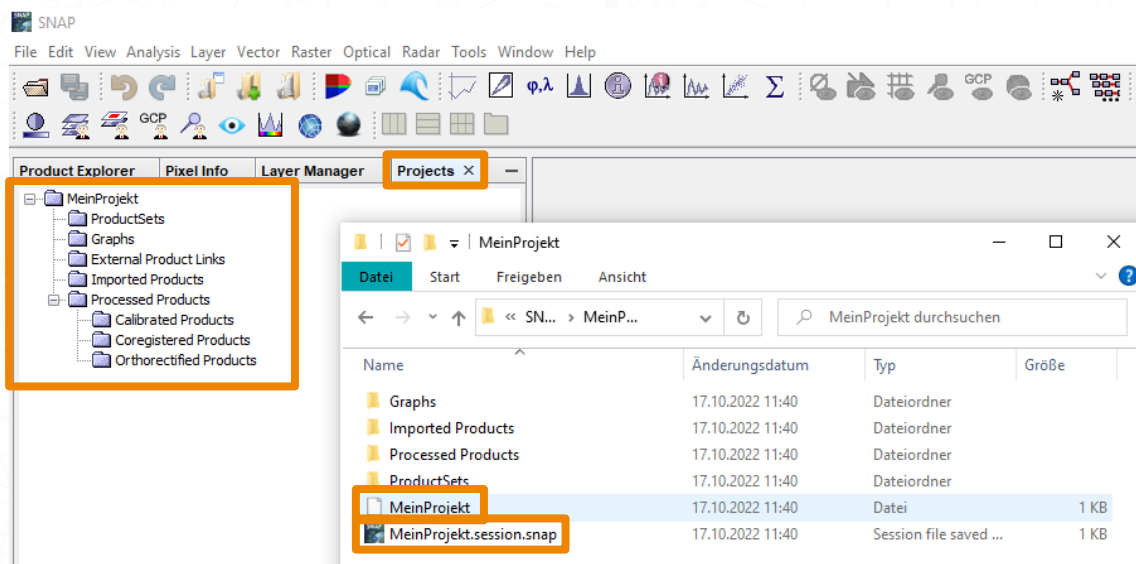 SNAP
File Edit View Analysis Layer Vector Raster Optical Radar Tools Window Help
φ,λ Σ GCP
GCP
Product Explorer Pixel Info Layer Manager Projects
MeinProjekt
ProductSets
Graphs
External Product Links
Imported Products
Processed Products
Calibrated Products
Coregistered Products
Orthorectified Products
MeinProjekt
Datei Start Freigeben Ansicht
« SN... › MeinP... MeinProjekt durchsuchen
Name Änderungsdatum Typ Größe
Graphs 17.10.2022 11:40 Dateiordner
Imported Products 17.10.2022 11:40 Dateiordner
Processed Products 17.10.2022 11:40 Dateiordner
ProductSets 17.10.2022 11:40 Dateiordner
MeinProjekt 17.10.2022 11:40 Datei 1 KB
MeinProjekt.session.snap 17.10.2022 11:40 Session file saved ... 1 KB